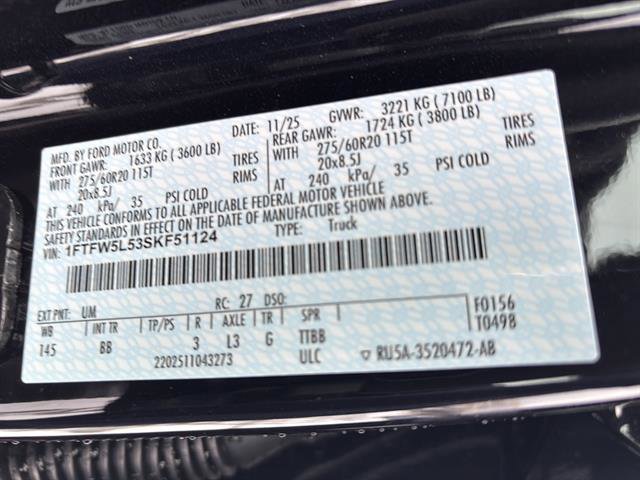 MFD. BY FORD MOTOR CO.
DATE: 11/25 GVWR: 3221 KG ( 7100 LB)
FRONT GAWR: 1633 KG ( 3600 LB)
REAR GAWR: 1724 KG ( 3800 LB)
WITH 275/60R20 115T TIRES
WITH 275/60R20 115T TIRES
20x8.5J RIMS
20x8.5J RIMS
AT 240 kPa/ 35 PSI COLD
AT 240 kPa/ 35 PSI COLD
THIS VEHICLE CONFORMS TO ALL APPLICABLE FEDERAL MOTOR VEHICLE
SAFETY STANDARDS IN EFFECT ON THE DATE OF MANUFACTURE SHOWN ABOVE.
VIN: 1FTFW5L53SKF51124 TYPE: Truck
EXT PNT: UM RC: 27 DSO: F0156
WB INT TR TP/PS R AXLE TR SPR T0498
145 BB 3 L3 G TTBB
2202511043273 ULC RU5A-3520472-AB